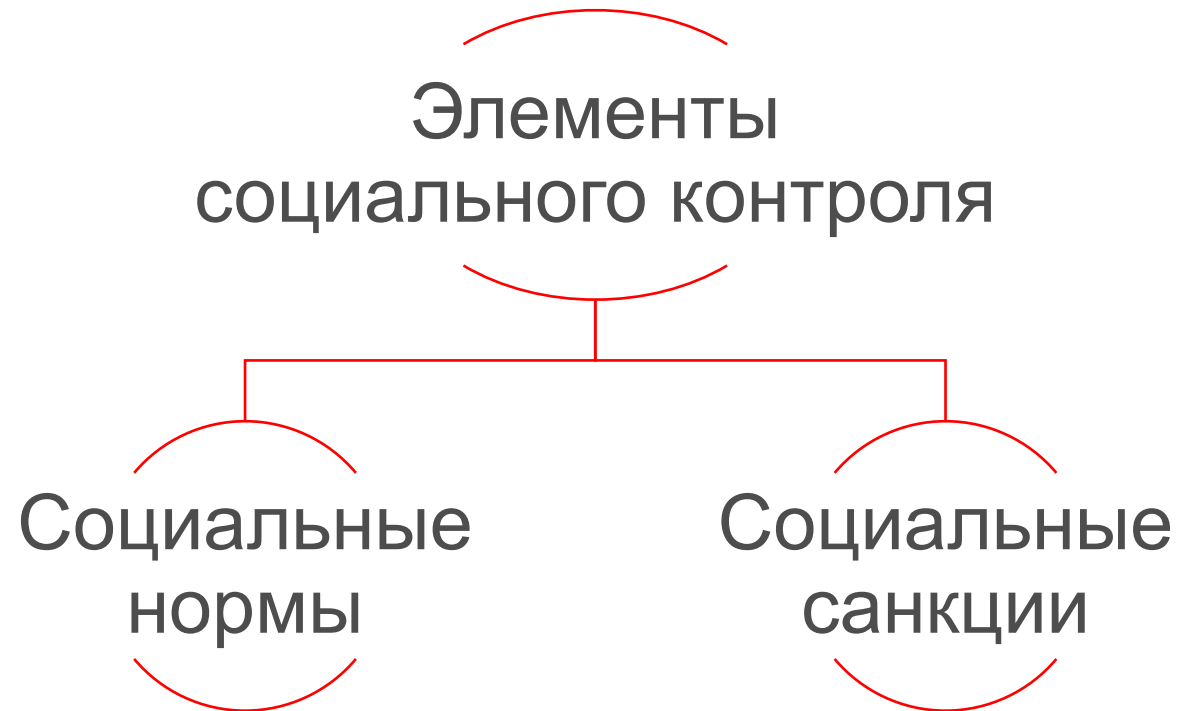 Элементы
социального контроля
Социальные
нормы
Социальные
санкции